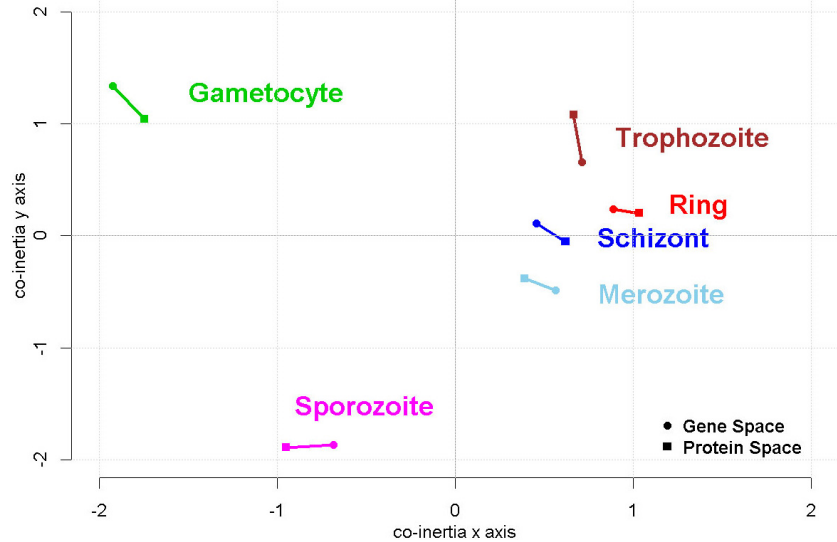 2
Gametocyte
1
Trophozoite
co-inertia y axis
Ring
0
Schizont
Merozoite
-1
Sporozoite
Gene Space
Protein Space
-2
-2
-1
0
1
2
co-inertia x axis